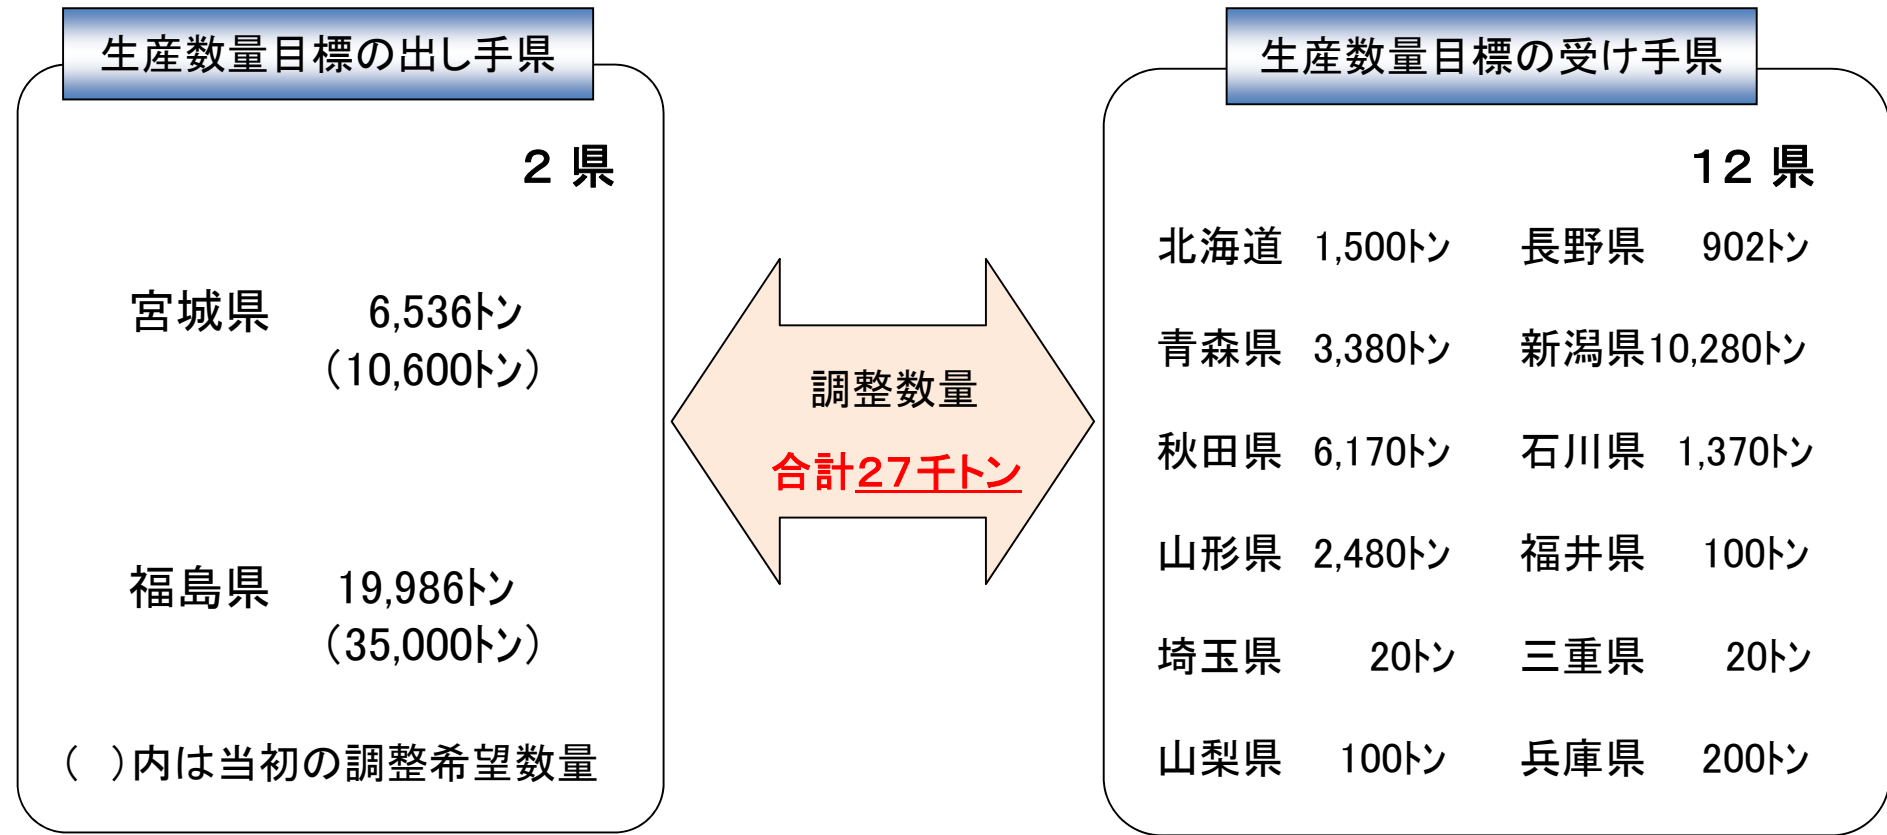 生産数量目標の出し手県
2 県
宮城県 6,536トン
(10,600トン)
福島県 19,986トン
(35,000トン)
( )内は当初の調整希望数量
調整数量
合計27千トン
生産数量目標の受け手県
12 県
北海道 1,500トン 長野県 902トン
青森県 3,380トン 新潟県 10,280トン
秋田県 6,170トン 石川県 1,370トン
山形県 2,480トン 福井県 100トン
埼玉県 20トン 三重県 20トン
山梨県 100トン 兵庫県 200トン